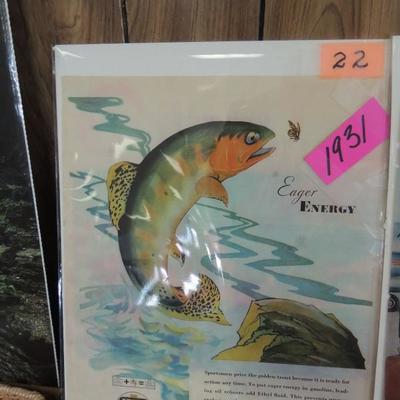 22
1931
Eager
ENERGY
Sportsmen prize the golden trout because it is ready for
action any time. To put eager energy in gasoline, lead-
ing oil refiners add Ethyl fluid. This prevents